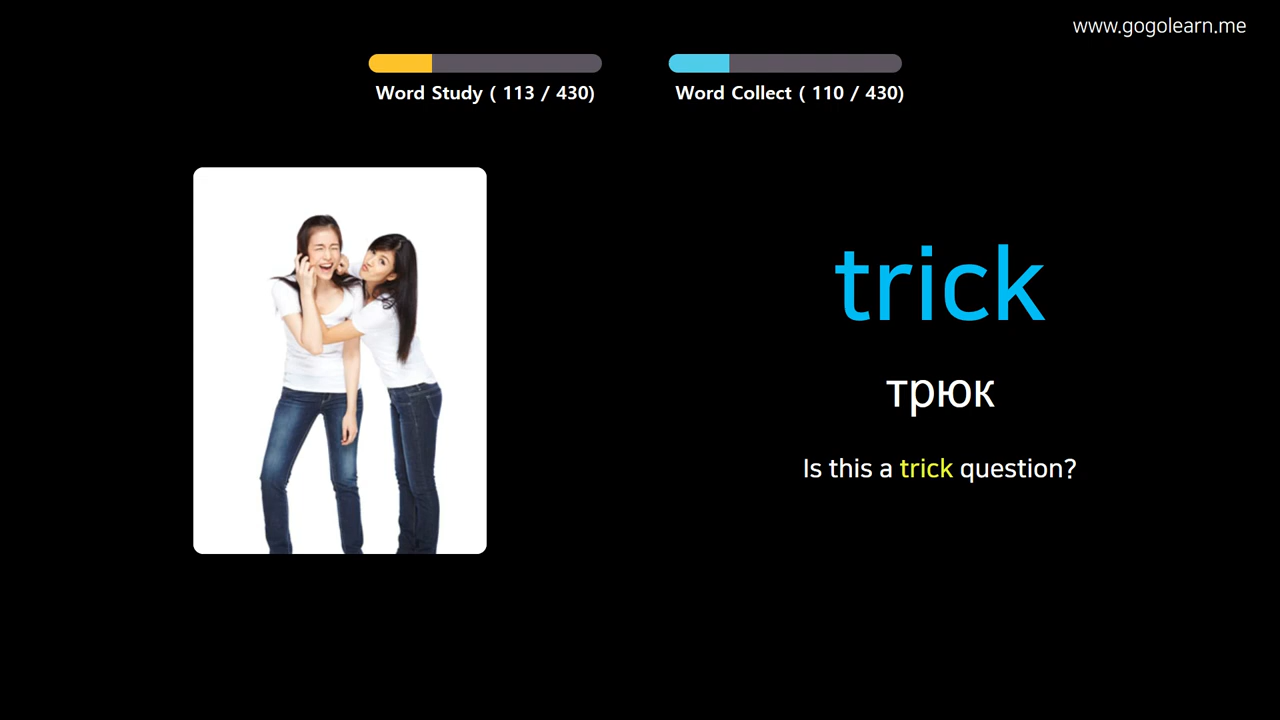 www.gogolearn.me
Word Study ( 113 / 430)
Word Collect ( 110 / 430)
trick
трюк
Is this a trick question?